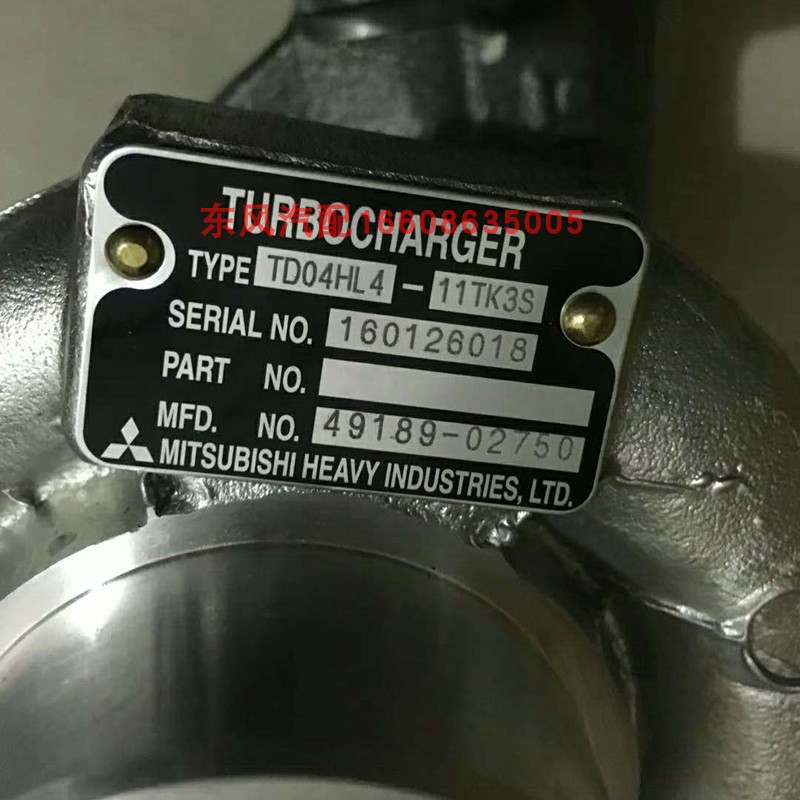 TURBOCHARGER
东风汽配16608635005
TYPE TD04HL4 - 11TK3S
SERIAL NO. 160126018
PART NO.
MFD. NO. 49189-02750
MITSUBISHI HEAVY INDUSTRIES, LTD.